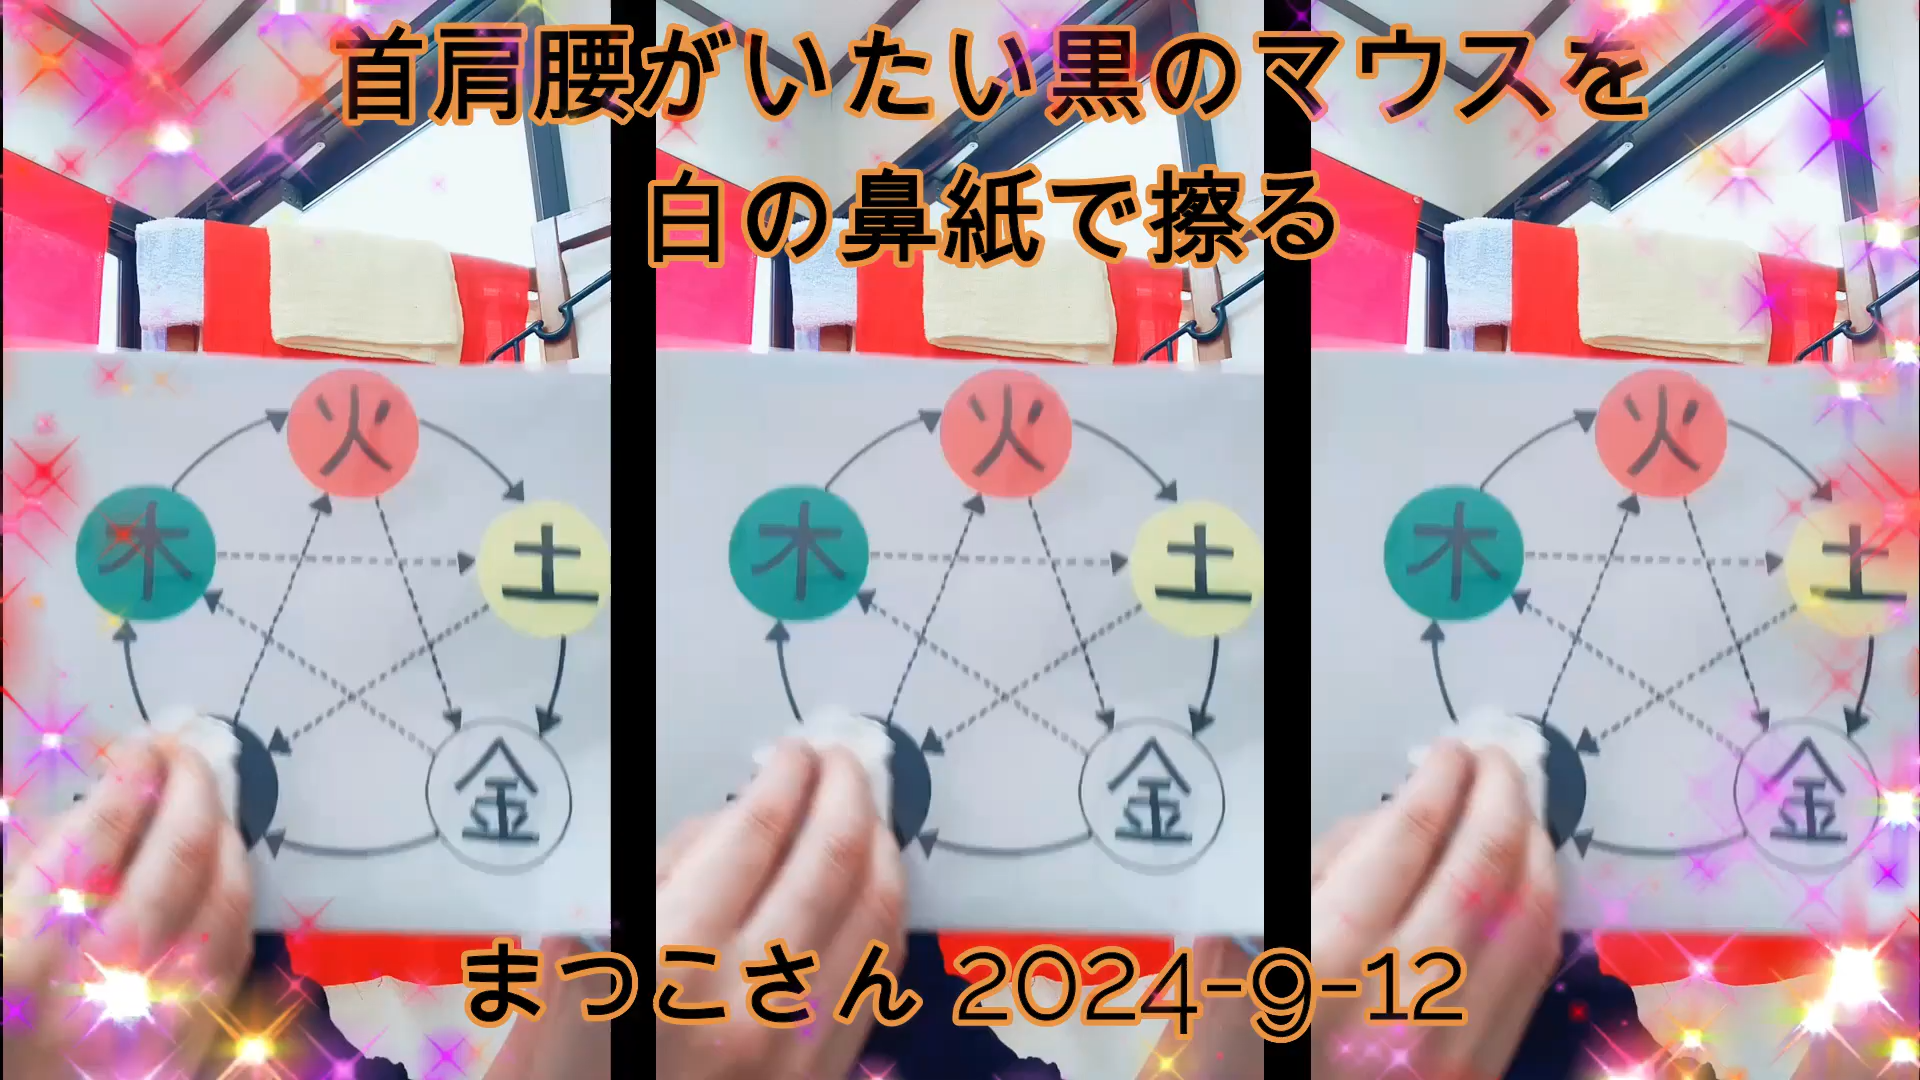 首肩腰がいたい黒のマウスを
白の鼻紙で擦る
火 火 火
木 木 木
土 土 土
金 金 金
まつこさん 2024-9-12